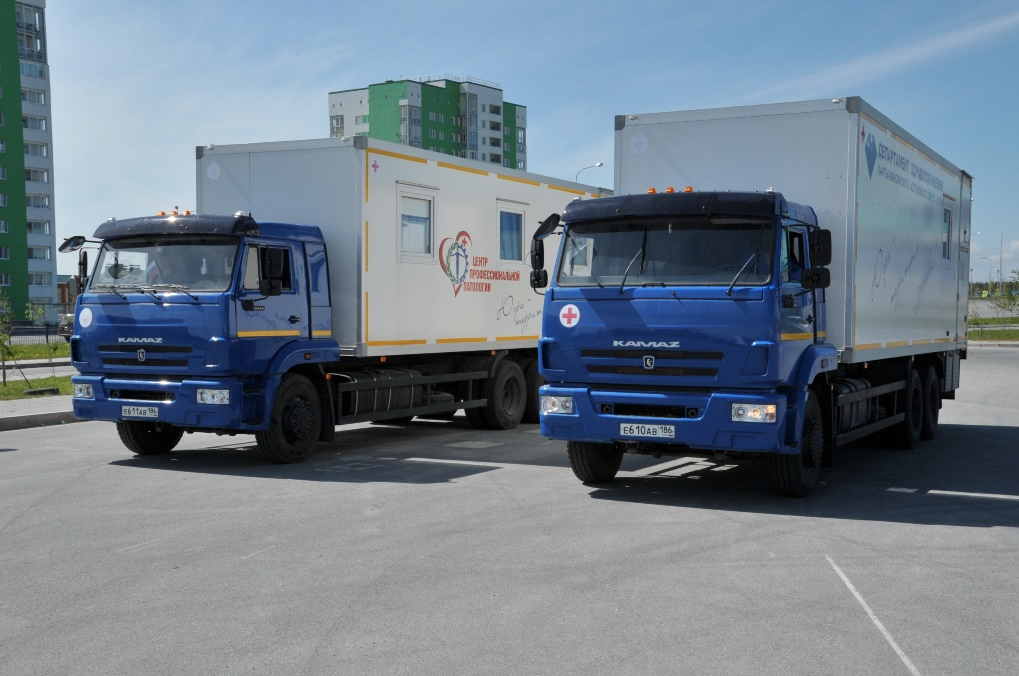 ЦЕНТР
ПРОФЕССИОНАЛЬНОЙ
ПАТОЛОГИИ
KAMAZ
Е611АВ 186
ДЕПАРТАМЕНТ ЗДРАВООХРАНЕНИЯ
KAMAZ
Е610АВ 186